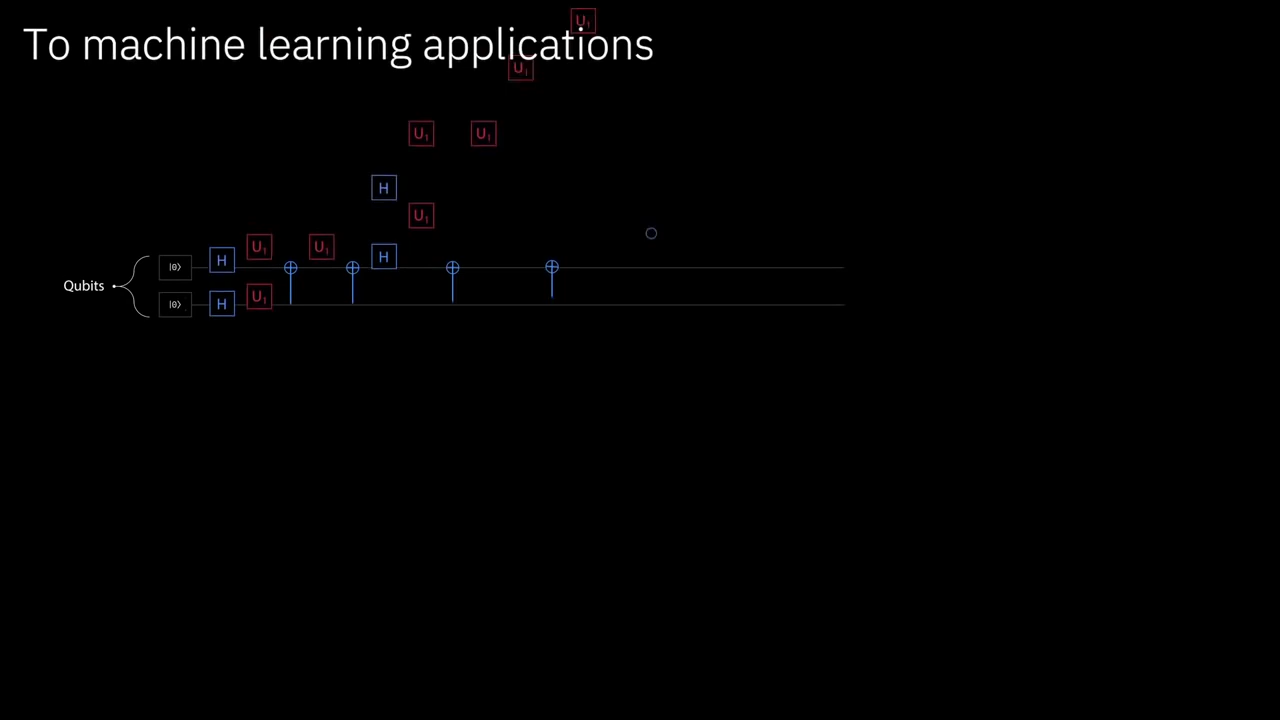 To machine learning applications
U1
U1
U1 U1
H
U1
U1 U1
H
|0⟩ H
Qubits
|0⟩ H U1